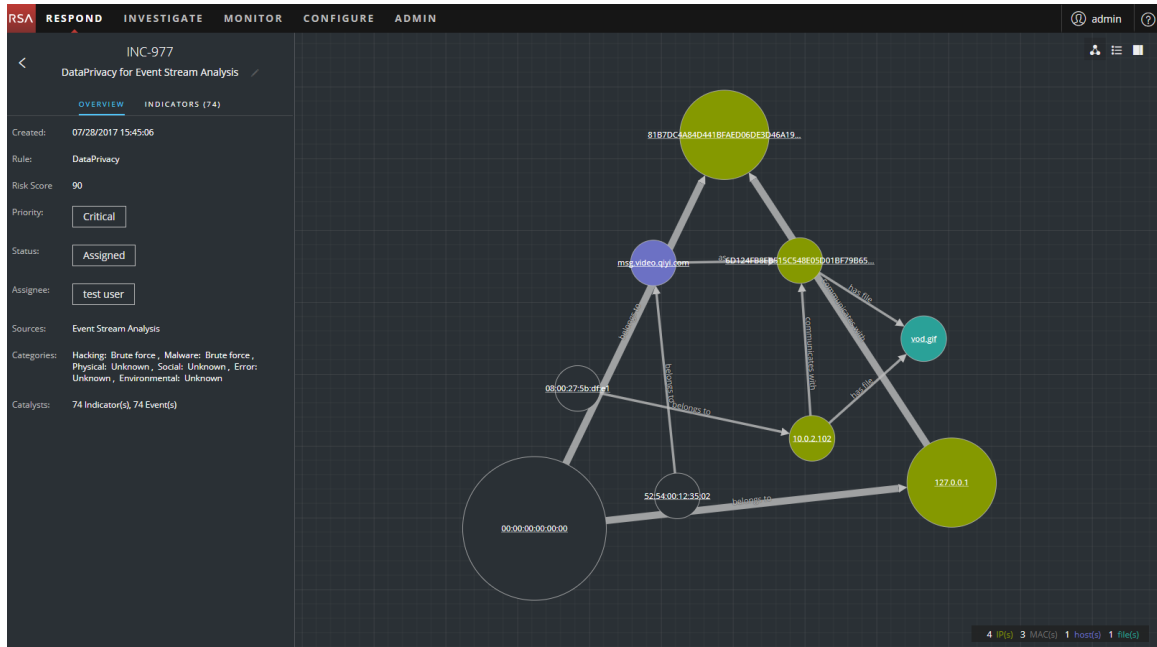 RSA RESPOND INVESTIGATE MONITOR CONFIGURE ADMIN admin ?
INC-977
DataPrivacy for Event Stream Analysis
OVERVIEW INDICATORS (74)
Created: 07/28/2017 15:45:06
Rule: DataPrivacy
Risk Score 90
Priority: Critical
Status: Assigned
Assignee: test user
Sources: Event Stream Analysis
Categories: Hacking: Brute force , Malware: Brute force ,
Physical: Unknown , Social: Unknown , Error:
Unknown , Environmental: Unknown
Catalysts: 74 Indicator(s), 74 Event(s)
81B7DC4A84D441BFAED06DE3D46A19...
msg.video.qiyi.com
as
has file
communicates with
belongs to
vod.gif
communicates with
belongs to
has file
08:00:27:5b:df:e1
belongs to
10.0.2.102
127.0.0.1
52:54:00:12:35:02
belongs to
00:00:00:00:00:00
4 IP(s) 3 MAC(s) 1 host(s) 1 file(s)